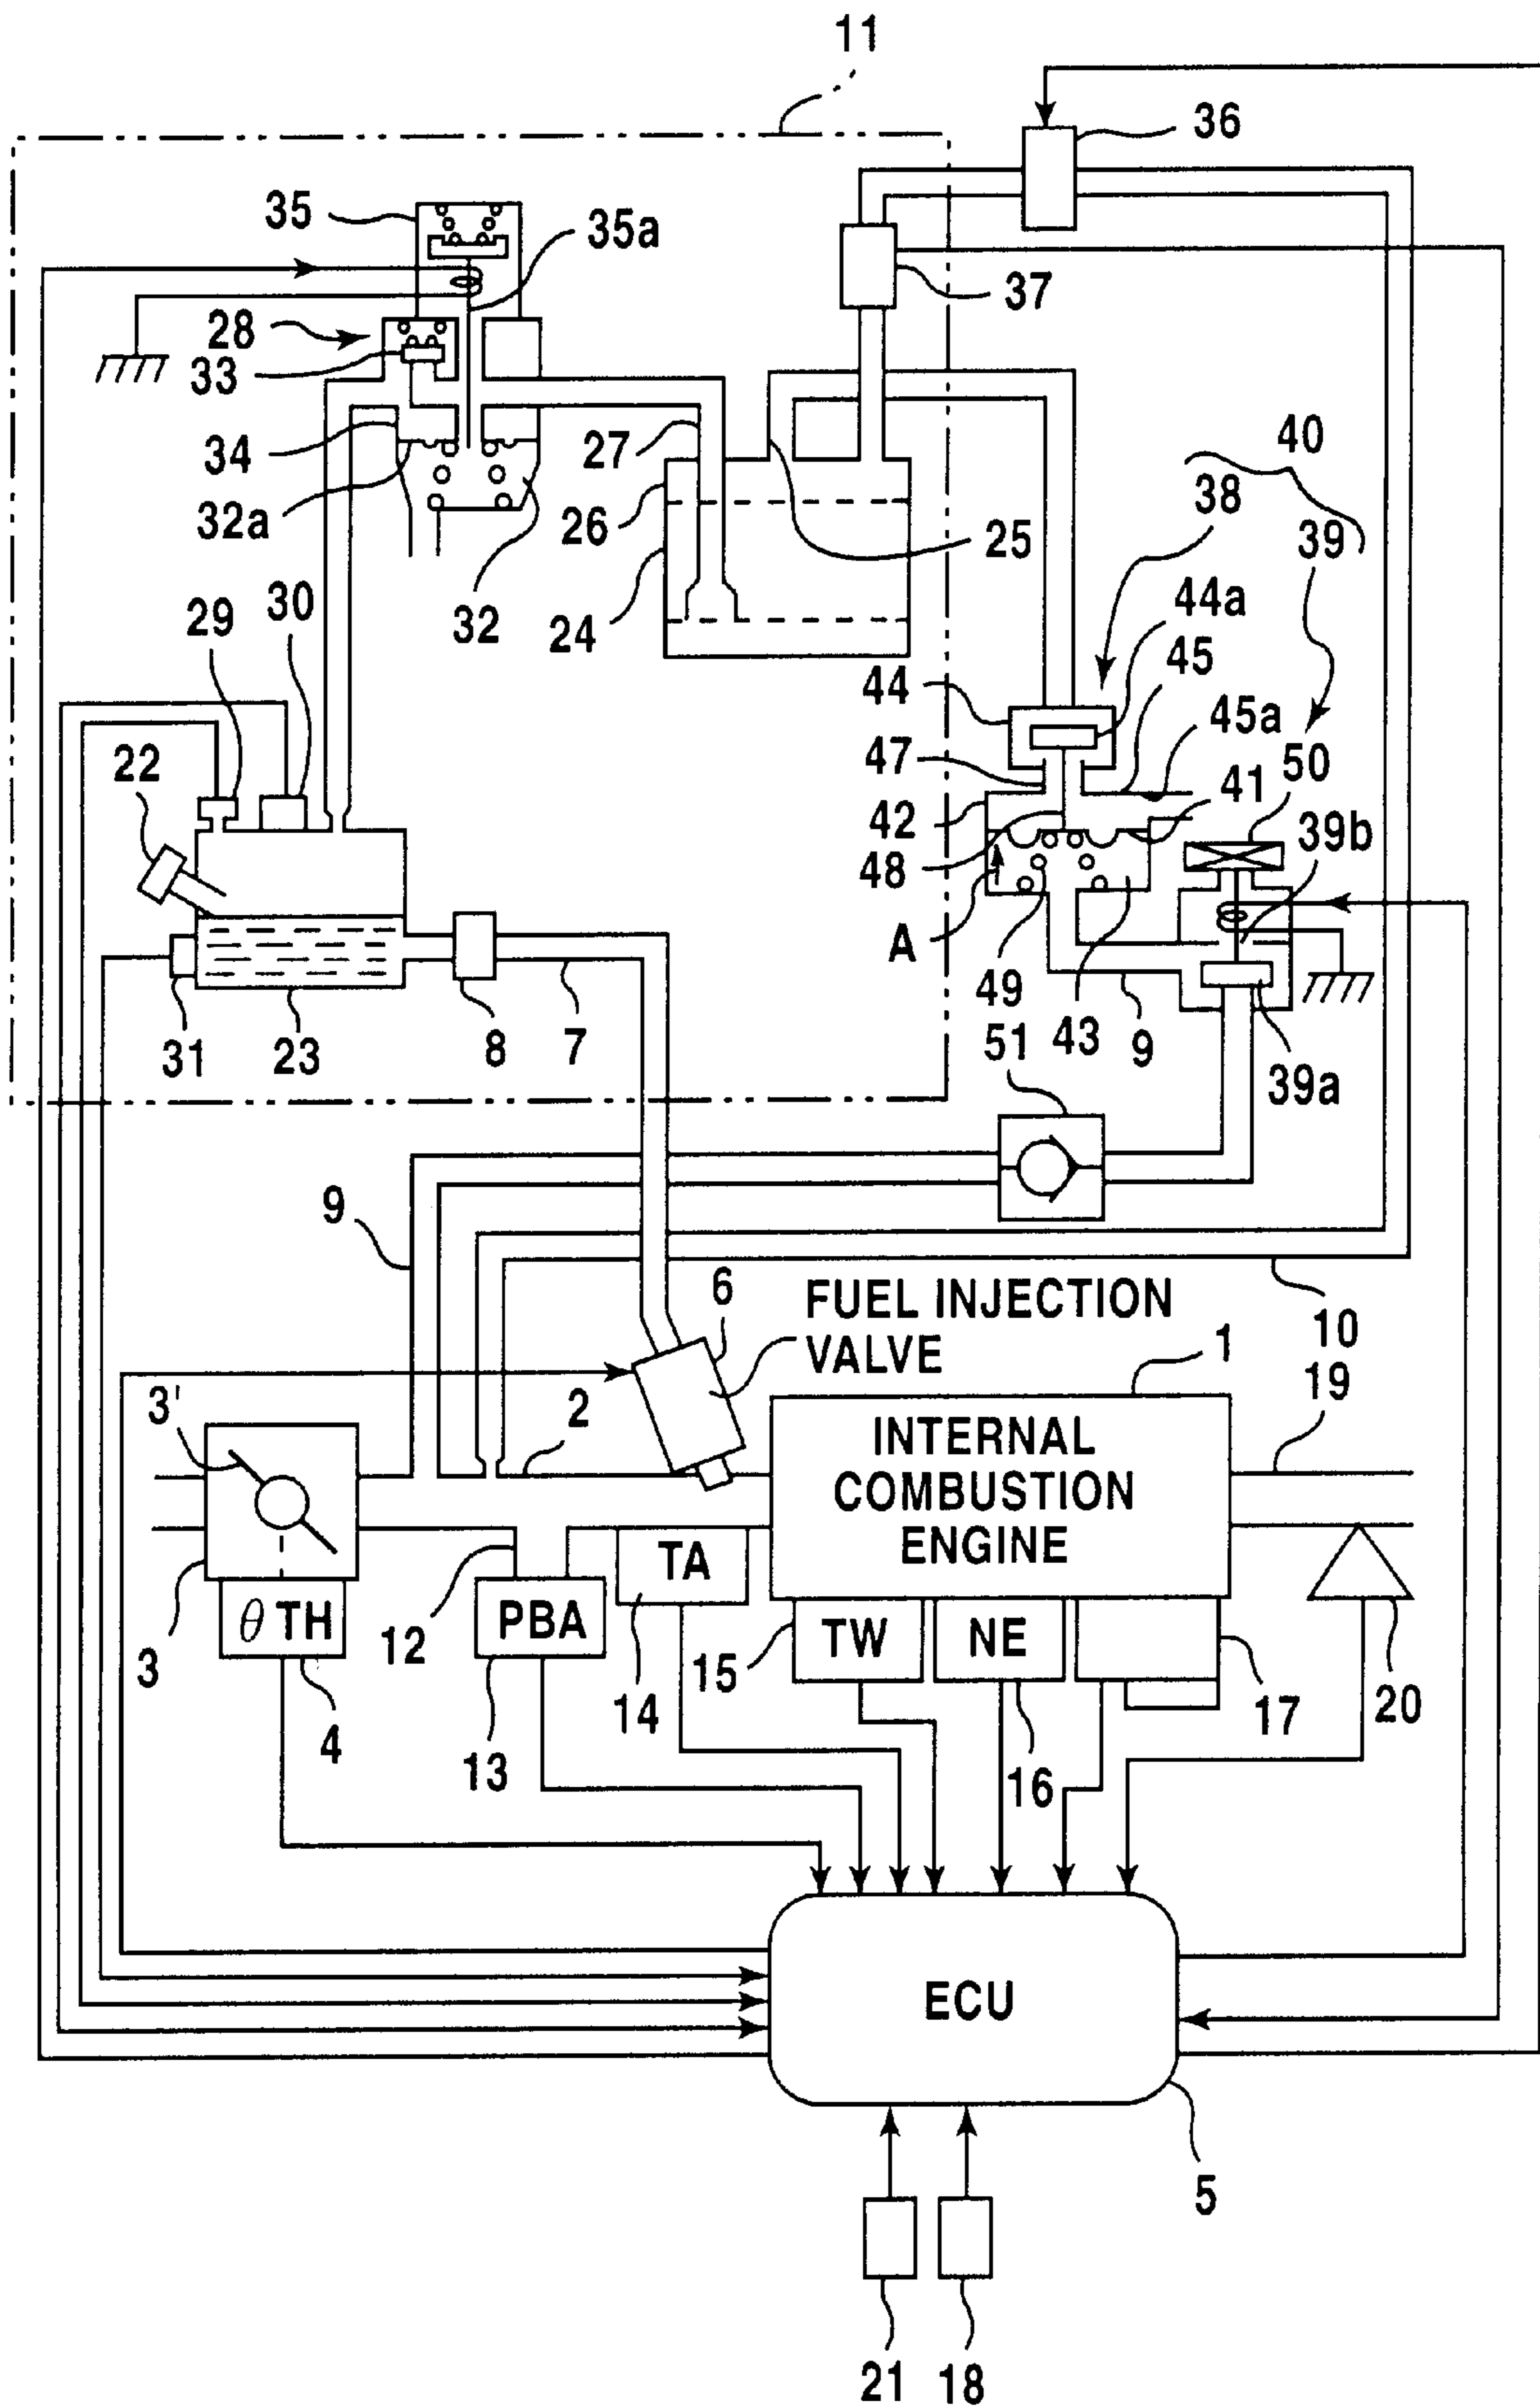 11
36
35
35a
37
28
33
34
27
40
38
39
32a
26
25
32
24
29
30
44a
45
44
45a
50
22
47
42
41
39b
48
A
49
43
9
31
23
8
7
51
39a
9
6
FUEL INJECTION
VALVE
10
1
19
3'
2
INTERNAL
COMBUSTION
ENGINE
TA
θ TH
PBA
TW
NE
3
12
15
17
20
4
13
14
16
ECU
5
21
18